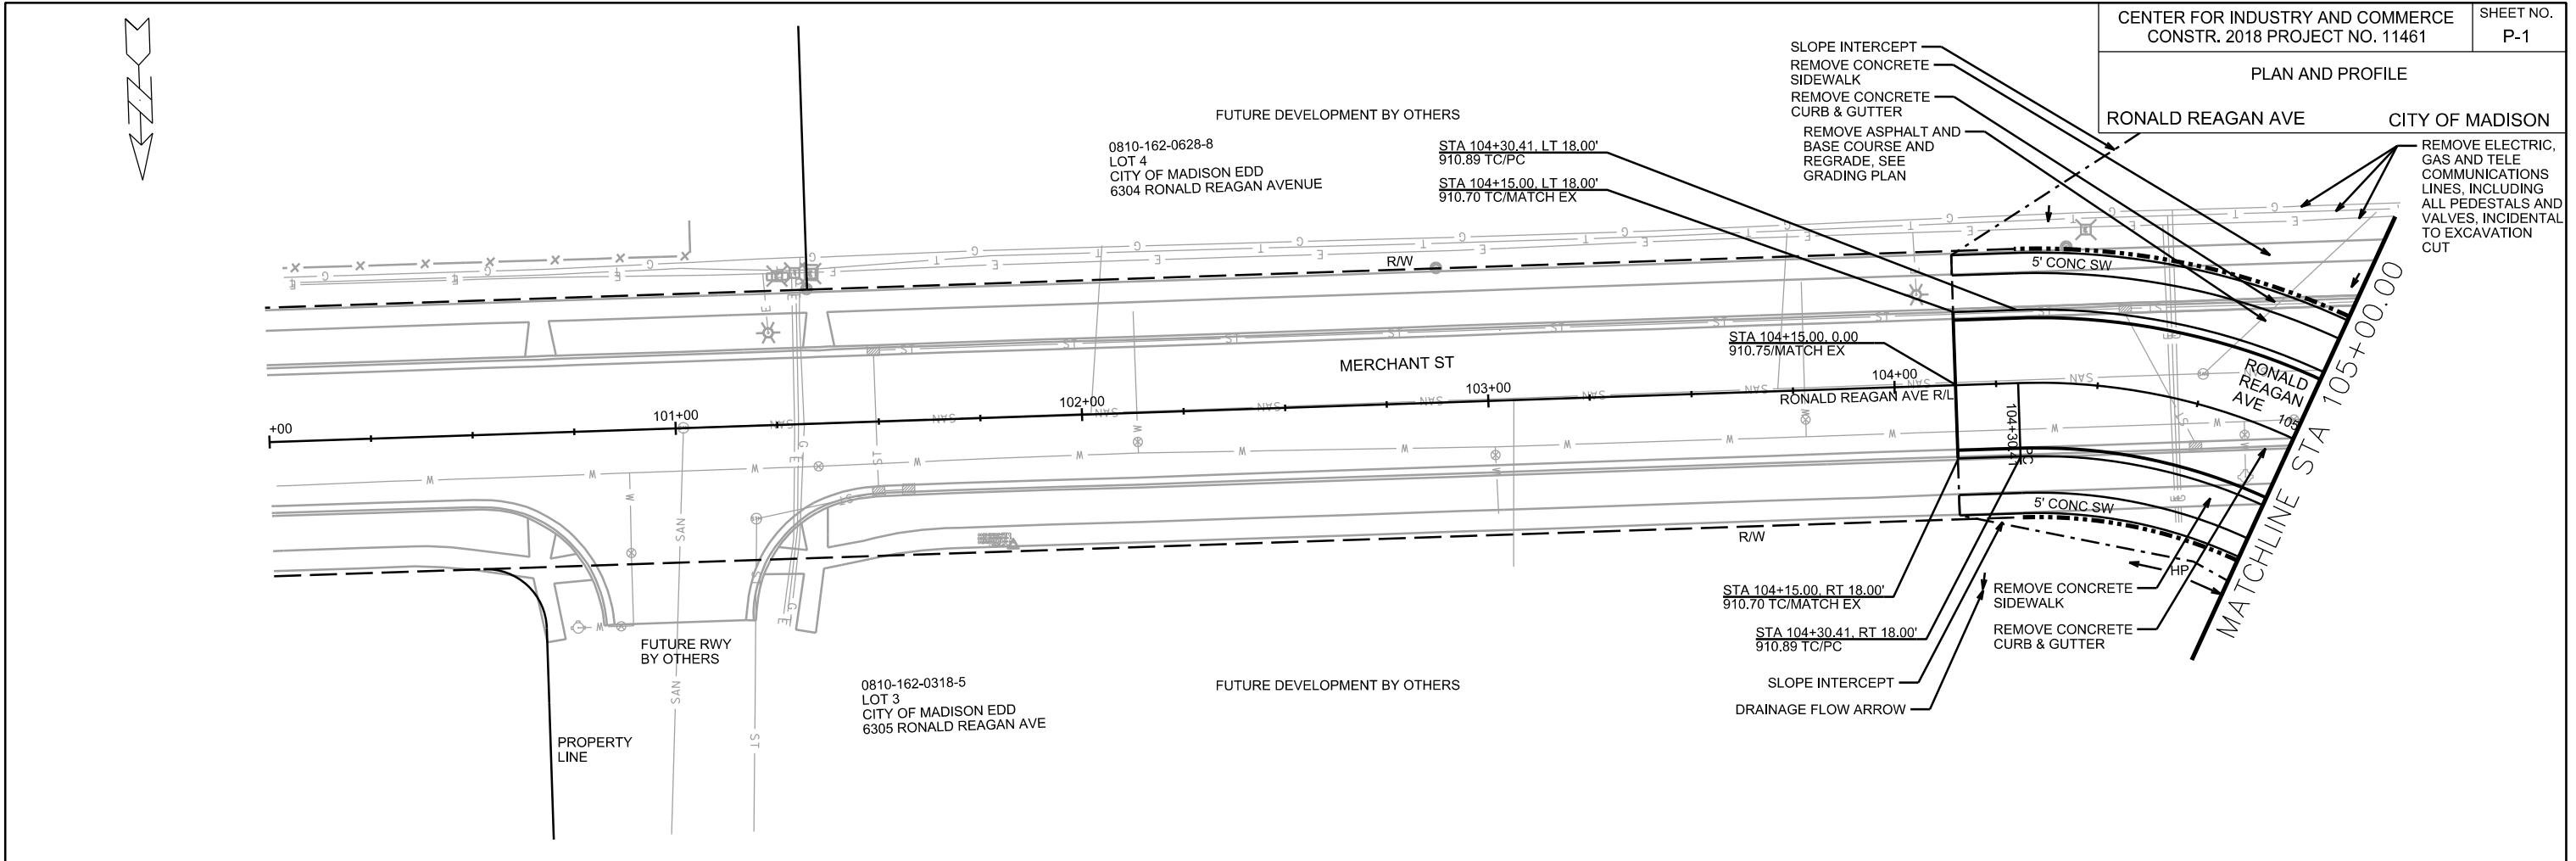 CENTER FOR INDUSTRY AND COMMERCE
CONSTR. 2018 PROJECT NO. 11461
SHEET NO.
P-1
PLAN AND PROFILE
RONALD REAGAN AVE
CITY OF MADISON
SLOPE INTERCEPT
REMOVE CONCRETE
SIDEWALK
REMOVE CONCRETE
CURB & GUTTER
REMOVE ASPHALT AND
BASE COURSE AND
REGRADE, SEE
GRADING PLAN
REMOVE ELECTRIC,
GAS AND TELE
COMMUNICATIONS
LINES, INCLUDING
ALL PEDESTALS AND
VALVES, INCIDENTAL
TO EXCAVATION
CUT
FUTURE DEVELOPMENT BY OTHERS
0810-162-0628-8
LOT 4
CITY OF MADISON EDD
6304 RONALD REAGAN AVENUE
STA 104+30.41, LT 18.00'
910.89 TC/PC
STA 104+15.00, LT 18.00'
910.70 TC/MATCH EX
R/W
5' CONC SW
STA 104+15.00, 0.00
910.75/MATCH EX
MERCHANT ST
+00
101+00
102+00
103+00
104+00
RONALD REAGAN AVE R/L
104+30.41
PC
RONALD
REAGAN
AVE
105
MATCHLINE STA 105+00.00
5' CONC SW
R/W
HP
STA 104+15.00, RT 18.00'
910.70 TC/MATCH EX
STA 104+30.41, RT 18.00'
910.89 TC/PC
REMOVE CONCRETE
SIDEWALK
REMOVE CONCRETE
CURB & GUTTER
SLOPE INTERCEPT
DRAINAGE FLOW ARROW
FUTURE RWY
BY OTHERS
0810-162-0318-5
LOT 3
CITY OF MADISON EDD
6305 RONALD REAGAN AVE
FUTURE DEVELOPMENT BY OTHERS
PROPERTY
LINE